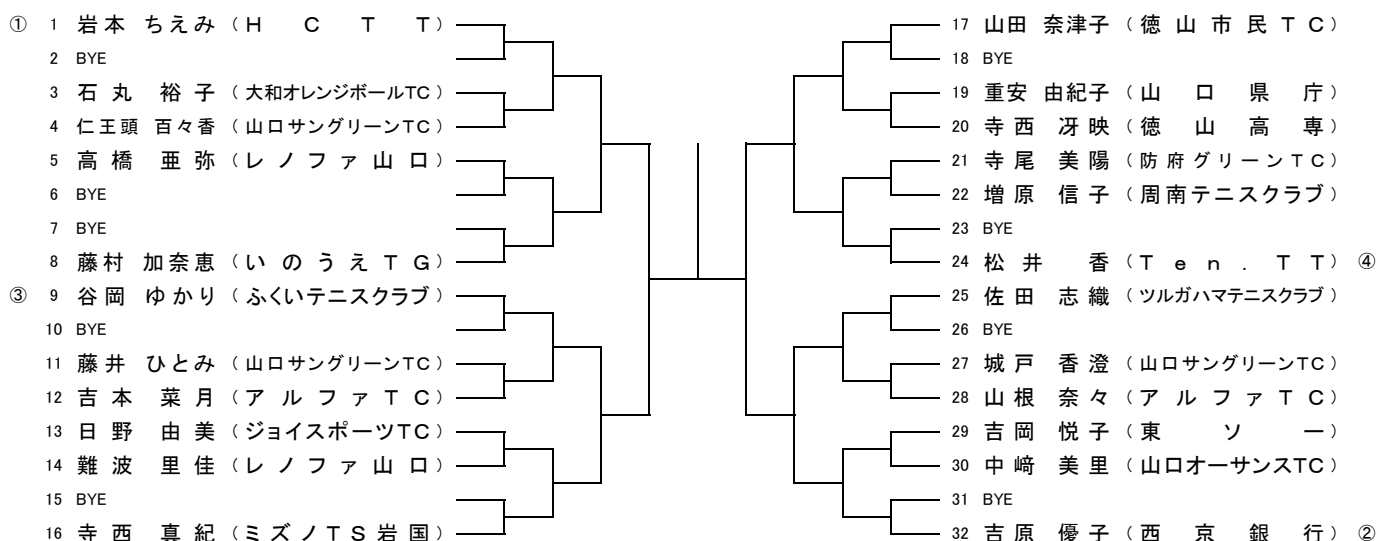 ① 1 岩本 ちえみ (H C T T)
2 BYE
3 石丸 裕子 (大和オレンジボールTC)
4 仁王頭 百々香 (山口サングリーンTC)
5 高橋 亜弥 (レノファ山口)
6 BYE
7 BYE
8 藤村 加奈恵 (いのうえTG)
③ 9 谷岡 ゆかり (ふくいテニスクラブ)
10 BYE
11 藤井 ひとみ (山口サングリーンTC)
12 吉本 菜月 (アルファTC)
13 日野 由美 (ジョイスポーツTC)
14 難波 里佳 (レノファ山口)
15 BYE
16 寺西 真紀 (ミズノTS岩国)
17 山田 奈津子 (徳山市民TC)
18 BYE
19 重安 由紀子 (山口県庁)
20 寺西 冴映 (徳山高専)
21 寺尾 美陽 (防府グリーンTC)
22 増原 信子 (周南テニスクラブ)
23 BYE
24 松井 香 (Ten.TT) ④
25 佐田 志織 (ツルガハマテニスクラブ)
26 BYE
27 城戸 香澄 (山口サングリーンTC)
28 山根 奈々 (アルファTC)
29 吉岡 悦子 (東ソー)
30 中﨑 美里 (山口オーサンスTC)
31 BYE
32 吉原 優子 (西京銀行) ②